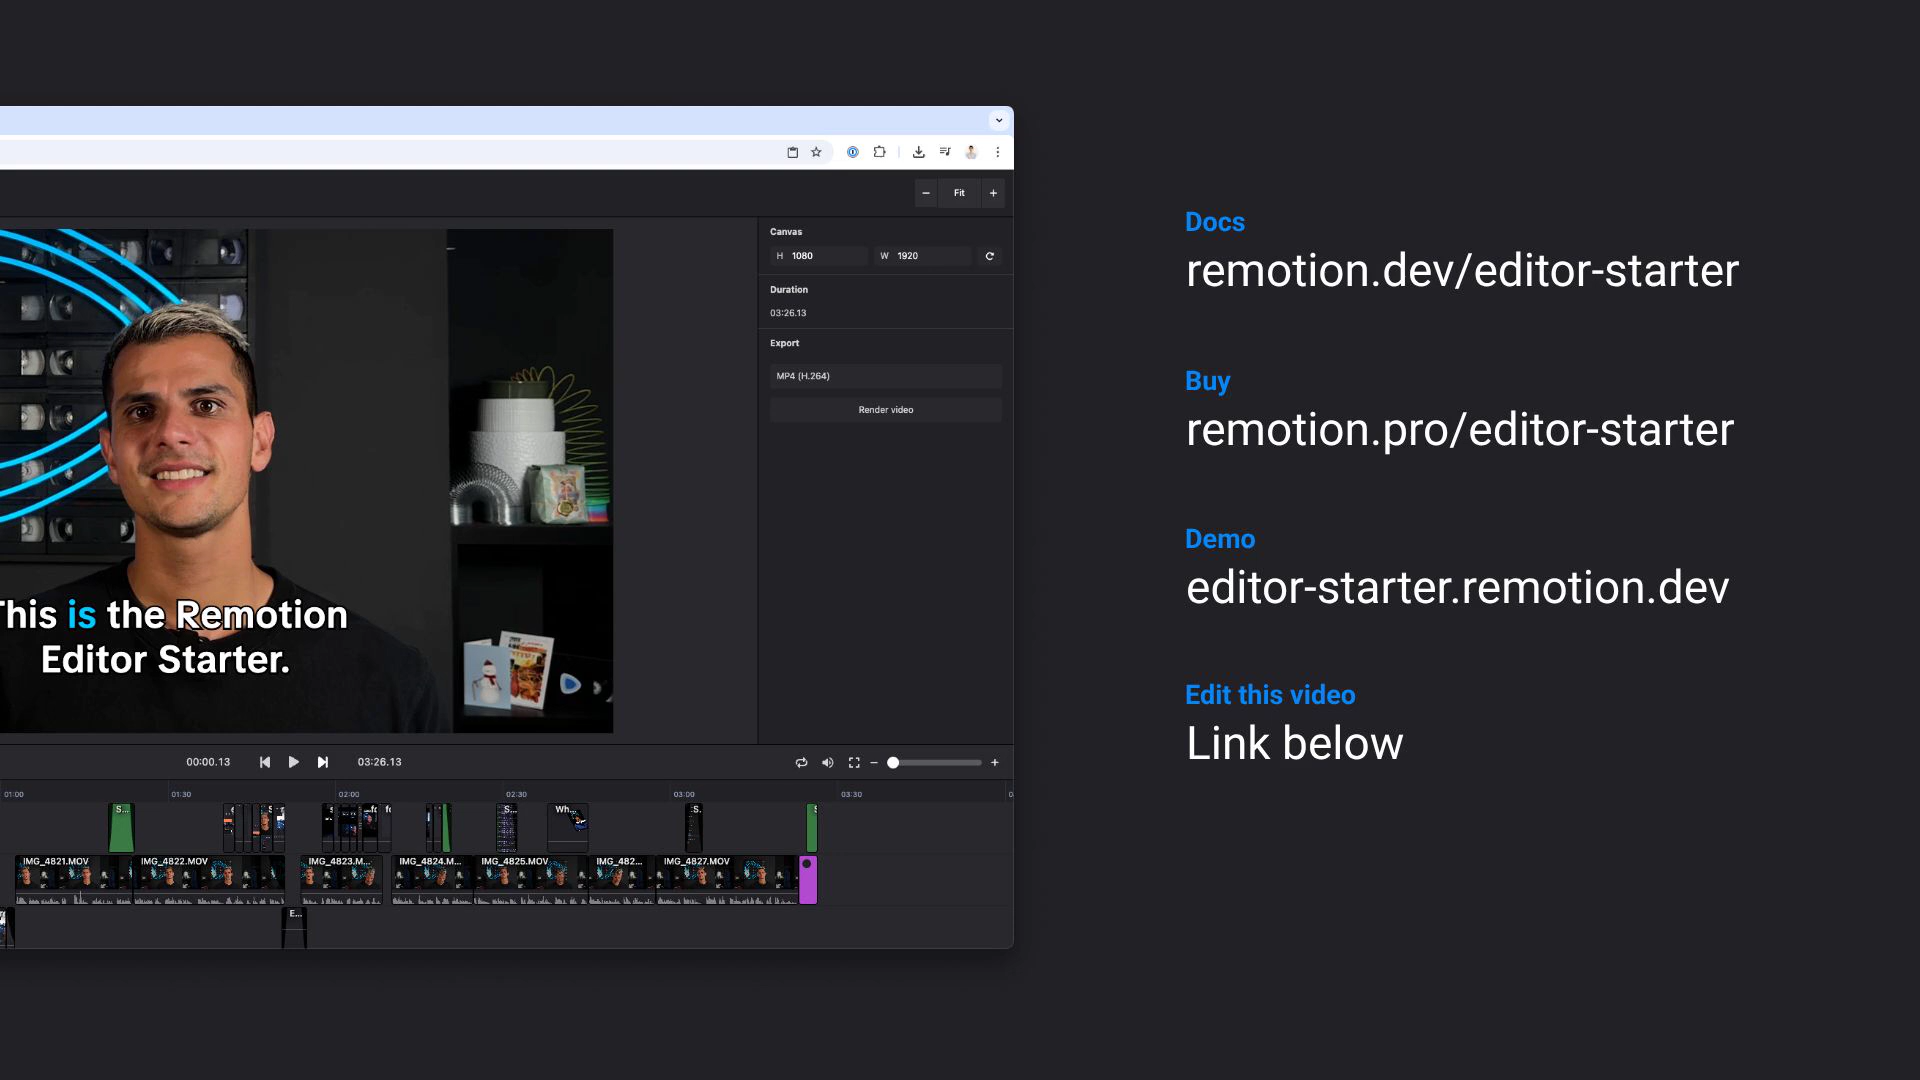 Fit
Canvas
H 1080 W 1920
Duration
03:26.13
Export
MP4 (H.264)
Render video
This is the Remotion
Editor Starter.
00:00.13 03:26.13
01:00 01:30 02:00 02:30 03:00 03:30
S... S... Wh... S...
IMG_4821.MOV IMG_4822.MOV IMG_4823.M... IMG_4824.M... IMG_4825.MOV IMG_482... IMG_4827.MOV
E...
Docs
remotion.dev/editor-starter
Buy
remotion.pro/editor-starter
Demo
editor-starter.remotion.dev
Edit this video
Link below